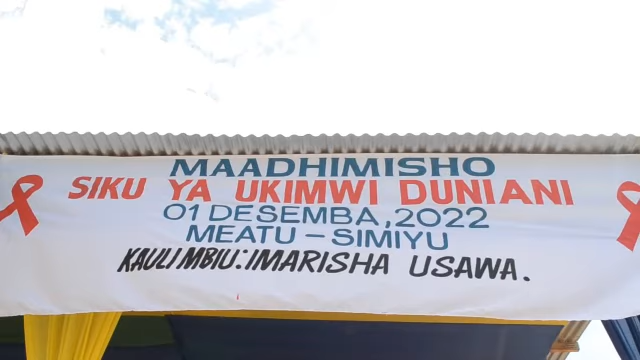 MAADHIMISHO
SIKU YA UKIMWI DUNIANI
01 DESEMBA, 2022
MEATU - SIMIYU
KAULI MBIU: IMARISHA USAWA.